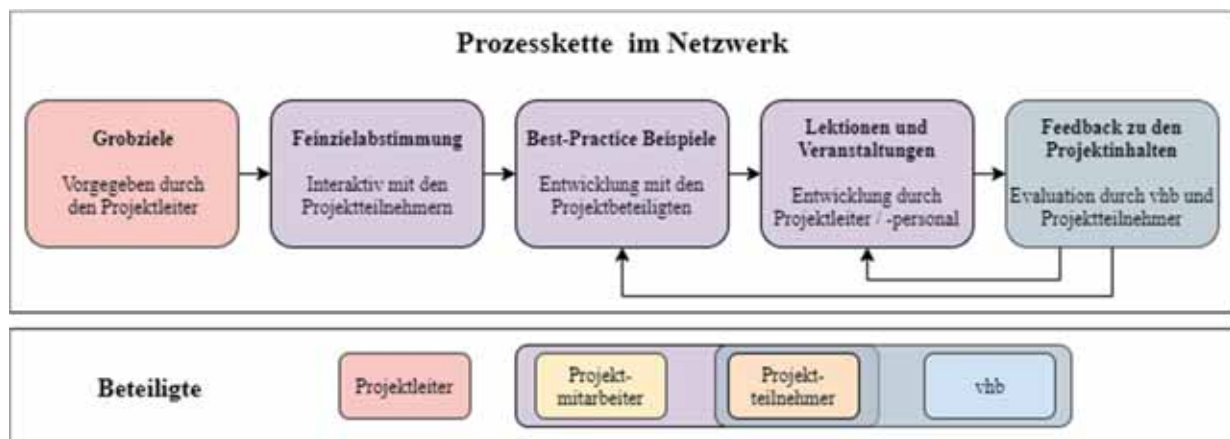 Prozesskette im Netzwerk
Grobziele
Vorgegeben durch
den Projektleiter
Feinzielabstimmung
Interaktiv mit den
Projektteilnehmern
Best-Practice Beispiele
Entwicklung mit den
Projektbeteiligten
Lektionen und
Veranstaltungen
Entwicklung durch
Projektleiter / -personal
Feedback zu den
Projektinhalten
Evaluation durch vhb und
Projektteilnehmer
Beteiligte
Projektleiter
Projekt-
mitarbeiter
Projekt-
teilnehmer
vhb